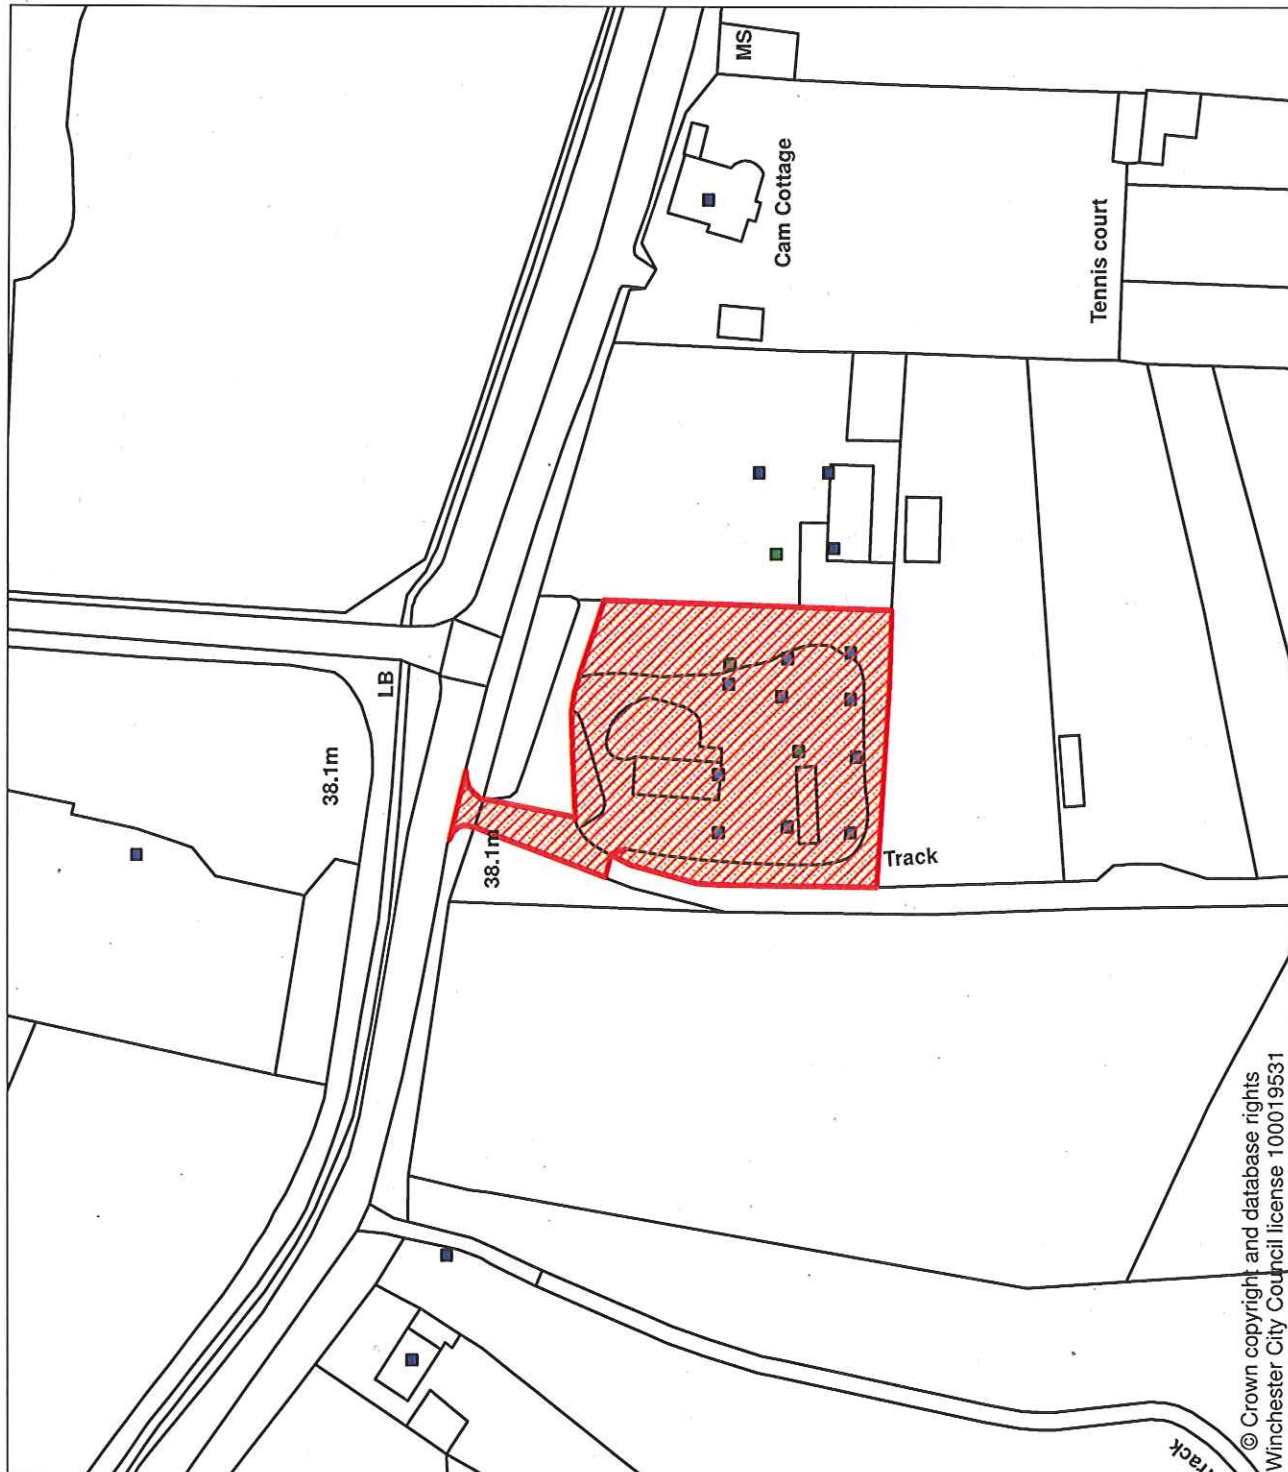 MS
Cam Cottage
Tennis court
LB
38.1m
38.1m
Track
Track
© Crown copyright and database rights
Winchester City Council license 100019531